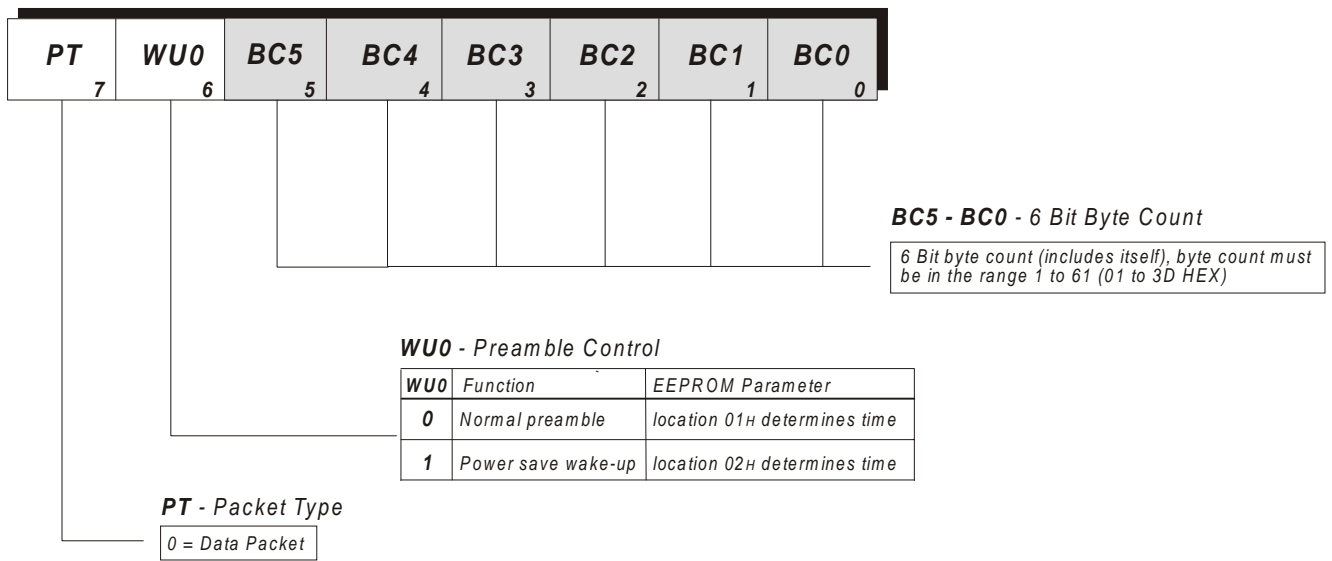 PT WU0 BC5 BC4 BC3 BC2 BC1 BC0
7 6 5 4 3 2 1 0
BC5 - BC0 - 6 Bit Byte Count
6 Bit byte count (includes itself), byte count must
be in the range 1 to 61 (01 to 3D HEX)
WU0 - Preamble Control
WU0 Function EEPROM Parameter
0 Normal preamble location 01H determines time
1 Power save wake-up location 02H determines time
PT - Packet Type
0 = Data Packet